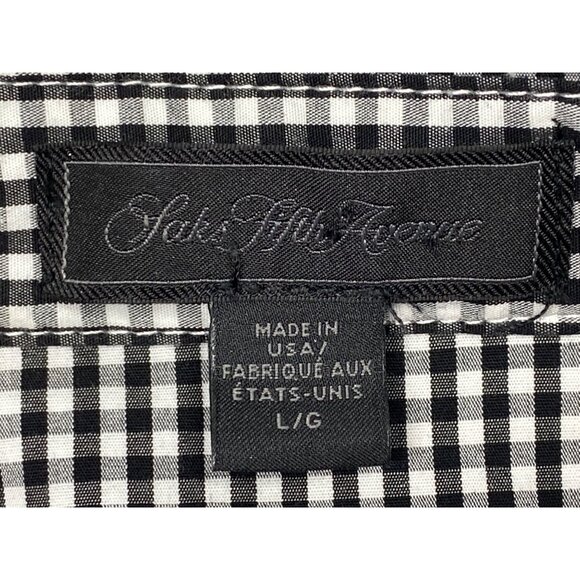 Saks Fifth Avenue
MADE IN
USA/
FABRIQUÉ AUX
ÉTATS-UNIS
L/G